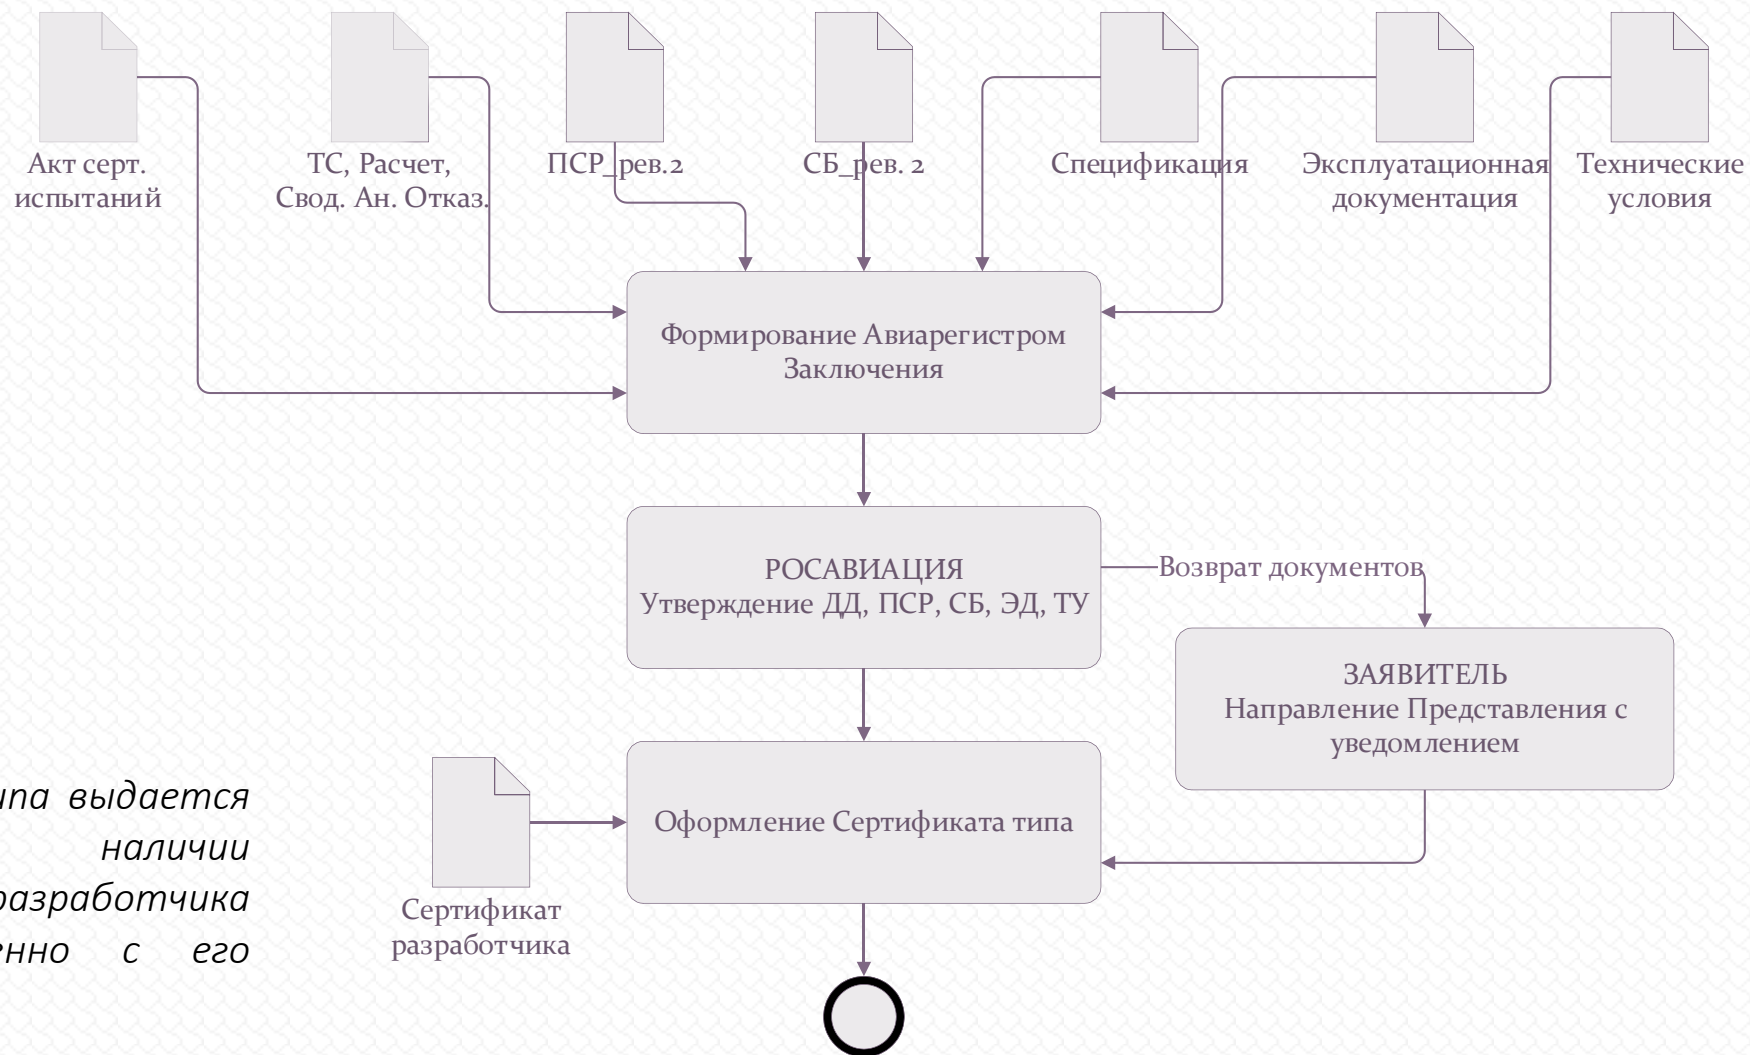 Акт серт.
испытаний
ТС, Расчет,
Свод. Ан. Отказ.
ПСР_рев.2
СБ_рев. 2
Спецификация
Эксплуатационная
документация
Технические
условия
Формирование Авиарегистром
Заключения
РОСАВИАЦИЯ
Утверждение ДД, ПСР, СБ, ЭД, ТУ
Возврат документов
ЗАЯВИТЕЛЬ
Направление Представления с
уведомлением
выдается
наличии
разработчика
с его
Оформление Сертификата типа
Сертификат
разработчика